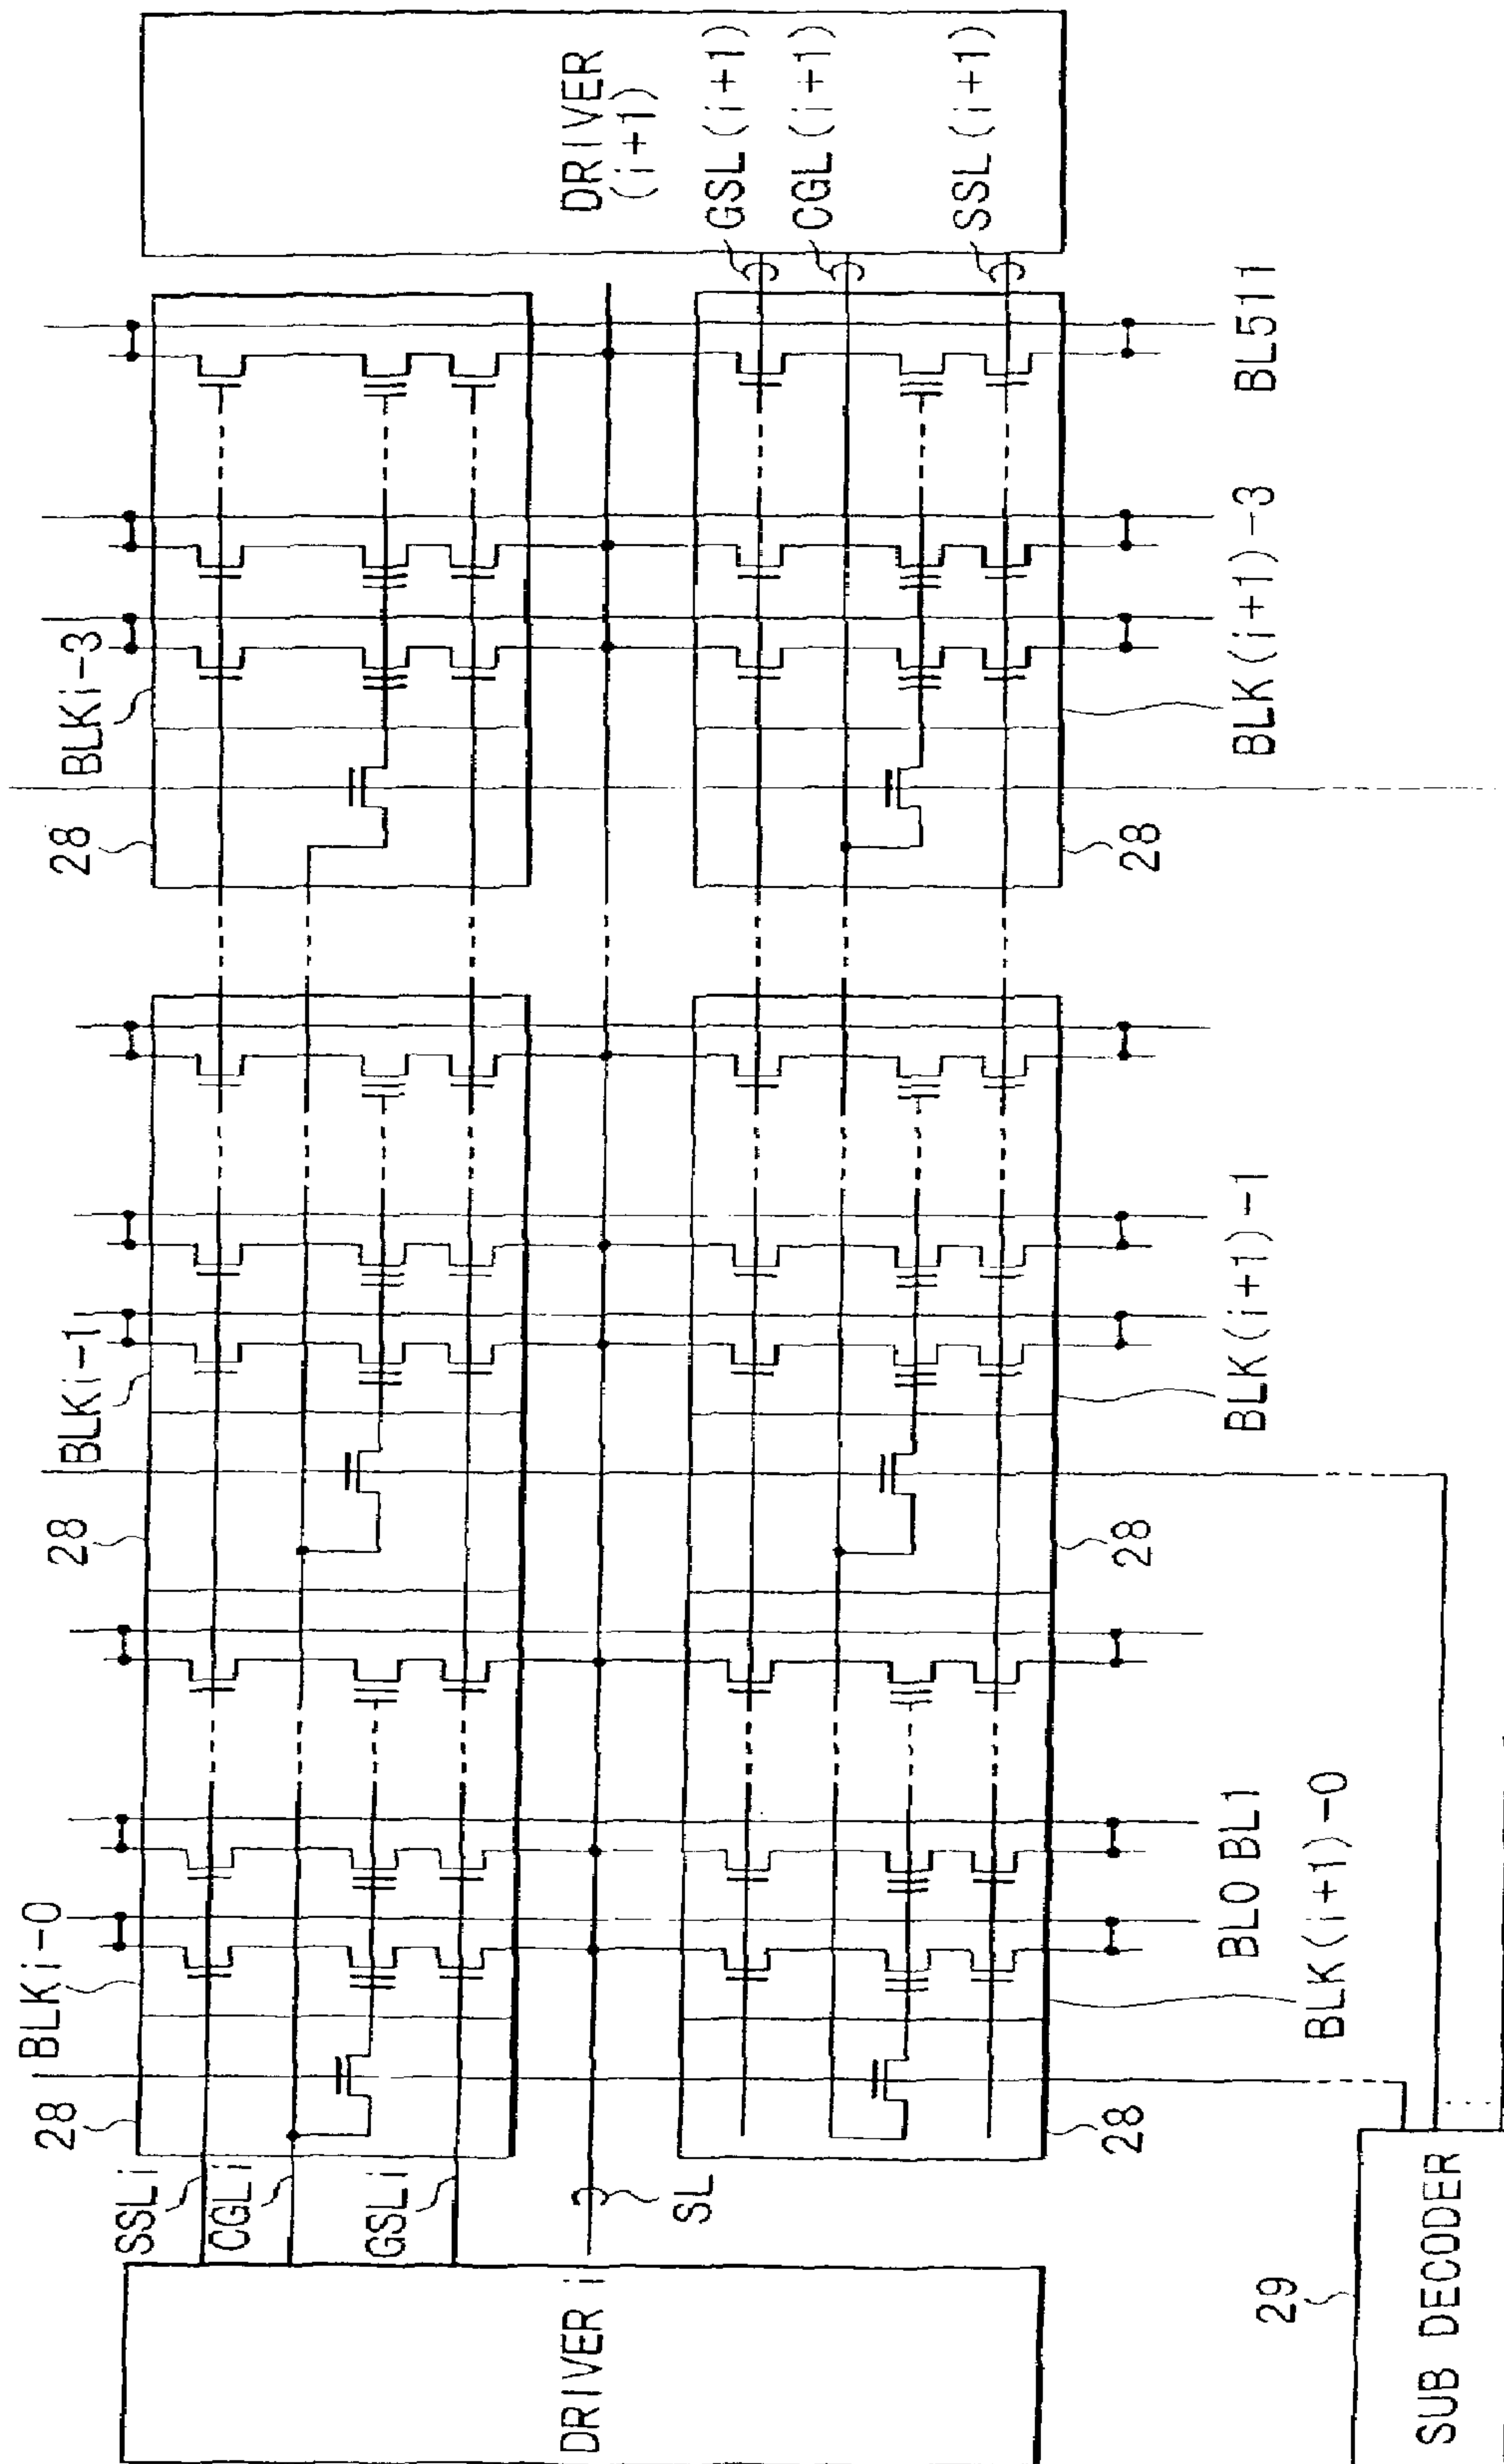 BLKi-0
BLKi-1
BLKi-3
28
28
28
SSLi
CGLi
GSLi
SL
DRIVER i
DRIVER
(i+1)
GSL(i+1)
CGL(i+1)
SSL(i+1)
28
28
28
BL0 BL1
BL511
BLK(i+1)-0
BLK(i+1)-1
BLK(i+1)-3
29
SUB DECODER